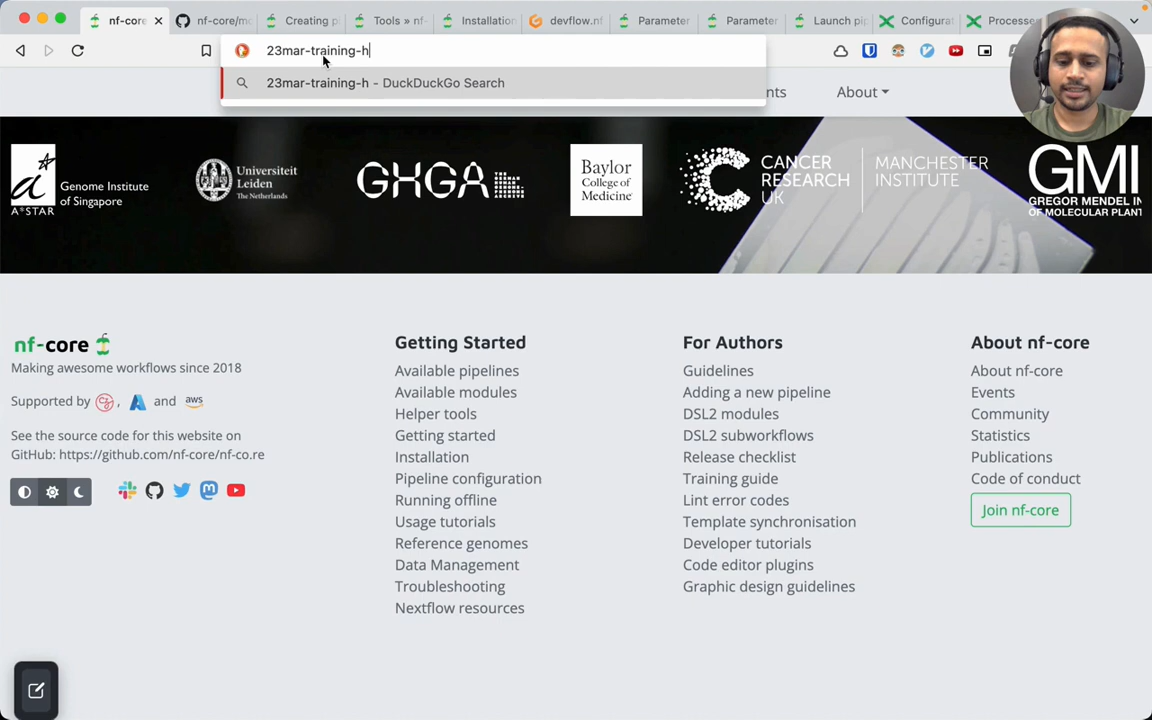 nf-core
nf-core/mo
Creating p
Tools » nf-
Installation
devflow.nf
Parameter
Parameter
Launch pip
Configurat
Processes
23mar-training-h
23mar-training-h – DuckDuckGo Search
nts
About
A*STAR
Genome Institute
of Singapore
Universiteit
Leiden
The Netherlands
GHGA
Baylor
College of
Medicine
CANCER
RESEARCH
UK
MANCHESTER
INSTITUTE
GMI
GREGOR MENDEL IN
OF MOLECULAR PLANT
nf-core
Making awesome workflows since 2018
Supported by , and aws
See the source code for this website on
GitHub: https://github.com/nf-core/nf-co.re
Getting Started
Available pipelines
Available modules
Helper tools
Getting started
Installation
Pipeline configuration
Running offline
Usage tutorials
Reference genomes
Data Management
Troubleshooting
Nextflow resources
For Authors
Guidelines
Adding a new pipeline
DSL2 modules
DSL2 subworkflows
Release checklist
Training guide
Lint error codes
Template synchronisation
Developer tutorials
Code editor plugins
Graphic design guidelines
About nf-core
About nf-core
Events
Community
Statistics
Publications
Code of conduct
Join nf-core